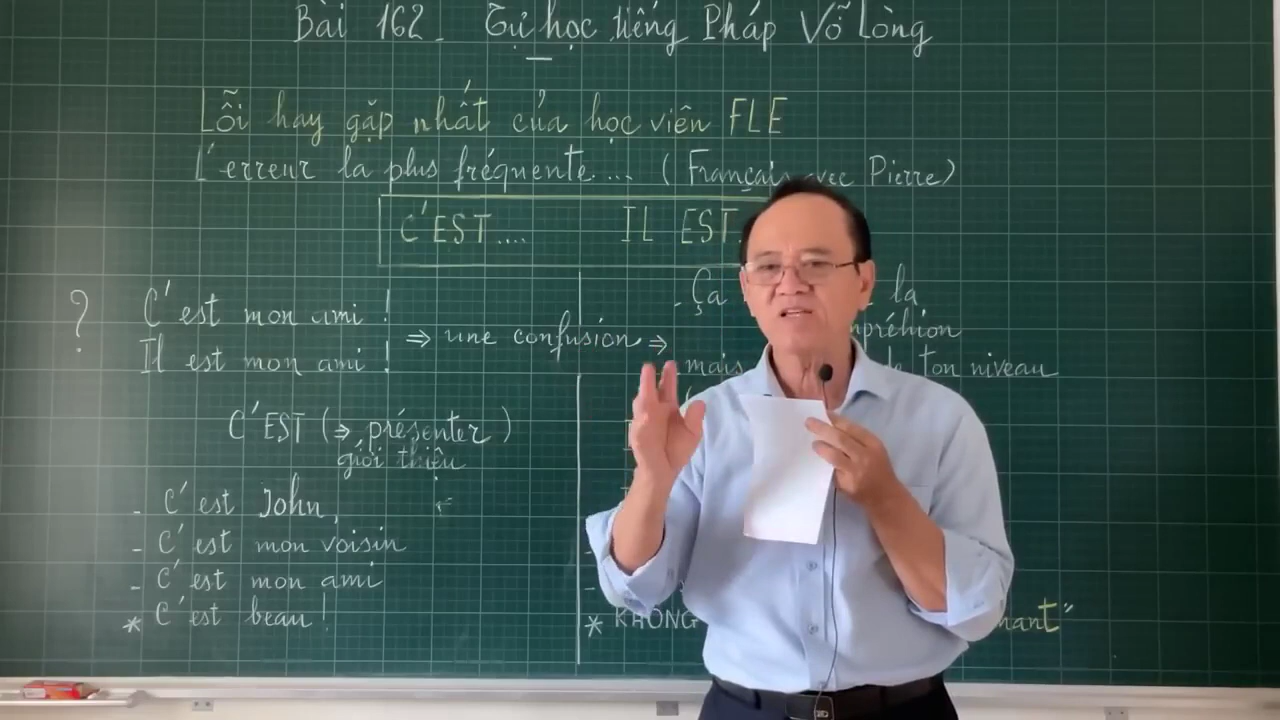 Bài 162. Tự học tiếng Pháp Vỡ Lòng
Lỗi hay gặp nhất của học viên FLE
L'erreur la plus fréquente... (Français avec Pierre)
C'EST.... IL EST.
? C'est mon ami !
Il est mon ami !
⇒ une confusion ⇒
- Ça la
mais ton niveau
C'EST (⇒ présenter)
giới thiệu
- C'est John,
- C'est mon voisin
- C'est mon ami
* C'est beau !
* KHÔNG